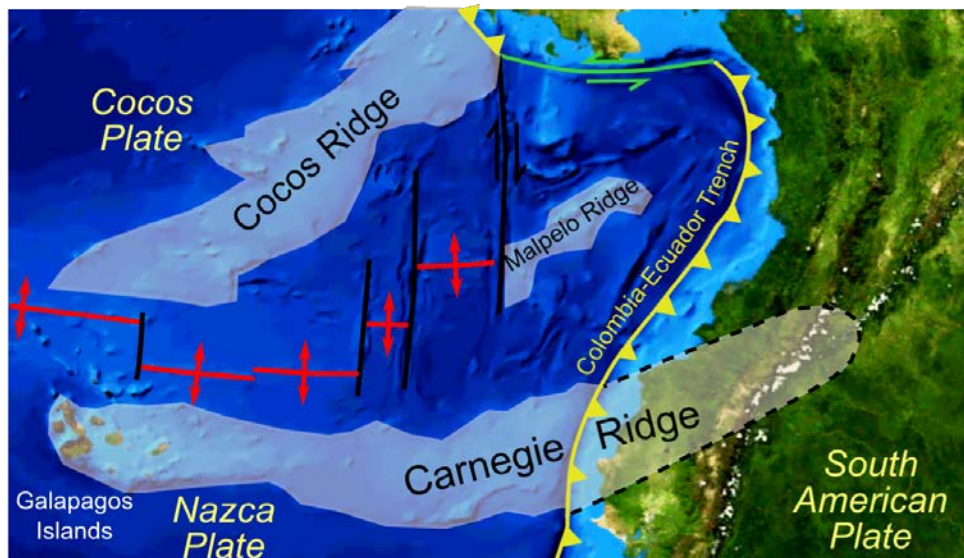 Cocos
Plate
Cocos Ridge
Malpelo Ridge
Colombia-Ecuador Trench
Carnegie Ridge
Galapagos
Islands
Nazca
Plate
South
American
Plate